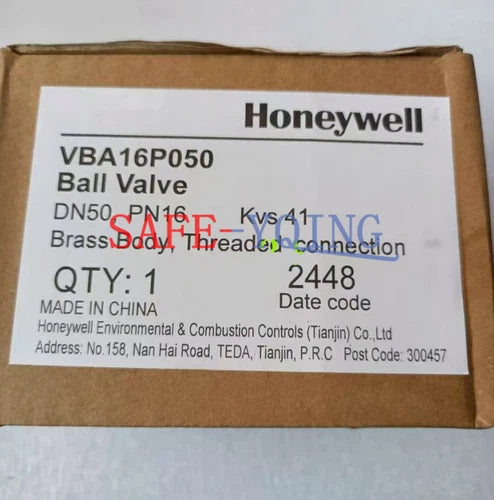 Honeywell
VBA16P050
Ball Valve
DN50, PN16 Kvs 41
SAFE-YQING
Brass Body, Threaded connection
QTY: 1 2448
MADE IN CHINA Date code
Honeywell Environmental & Combustion Controls (Tianjin) Co.,Ltd
Address: No.158, Nan Hai Road, TEDA, Tianjin, P.R.C Post Code: 300457